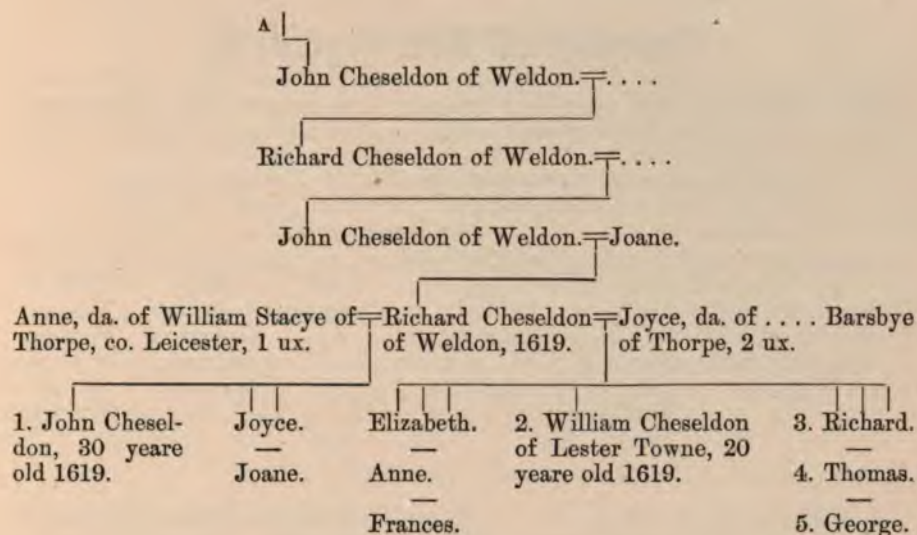 A
John Cheseldon of Weldon.=. . . .
Richard Cheseldon of Weldon.=. . . .
John Cheseldon of Weldon.=Joane.
Anne, da. of William Stacye of=Richard Cheseldon=Joyce, da. of . . . . Barsbye
Thorpe, co. Leicester, 1 ux. of Weldon, 1619. of Thorpe, 2 ux.
1. John Chesel- Joyce. Elizabeth. 2. William Cheseldon 3. Richard.
don, 30 yeare — — of Lester Towne, 20 —
old 1619. Joane. Anne. yeare old 1619. 4. Thomas.
— —
Frances. 5. George.